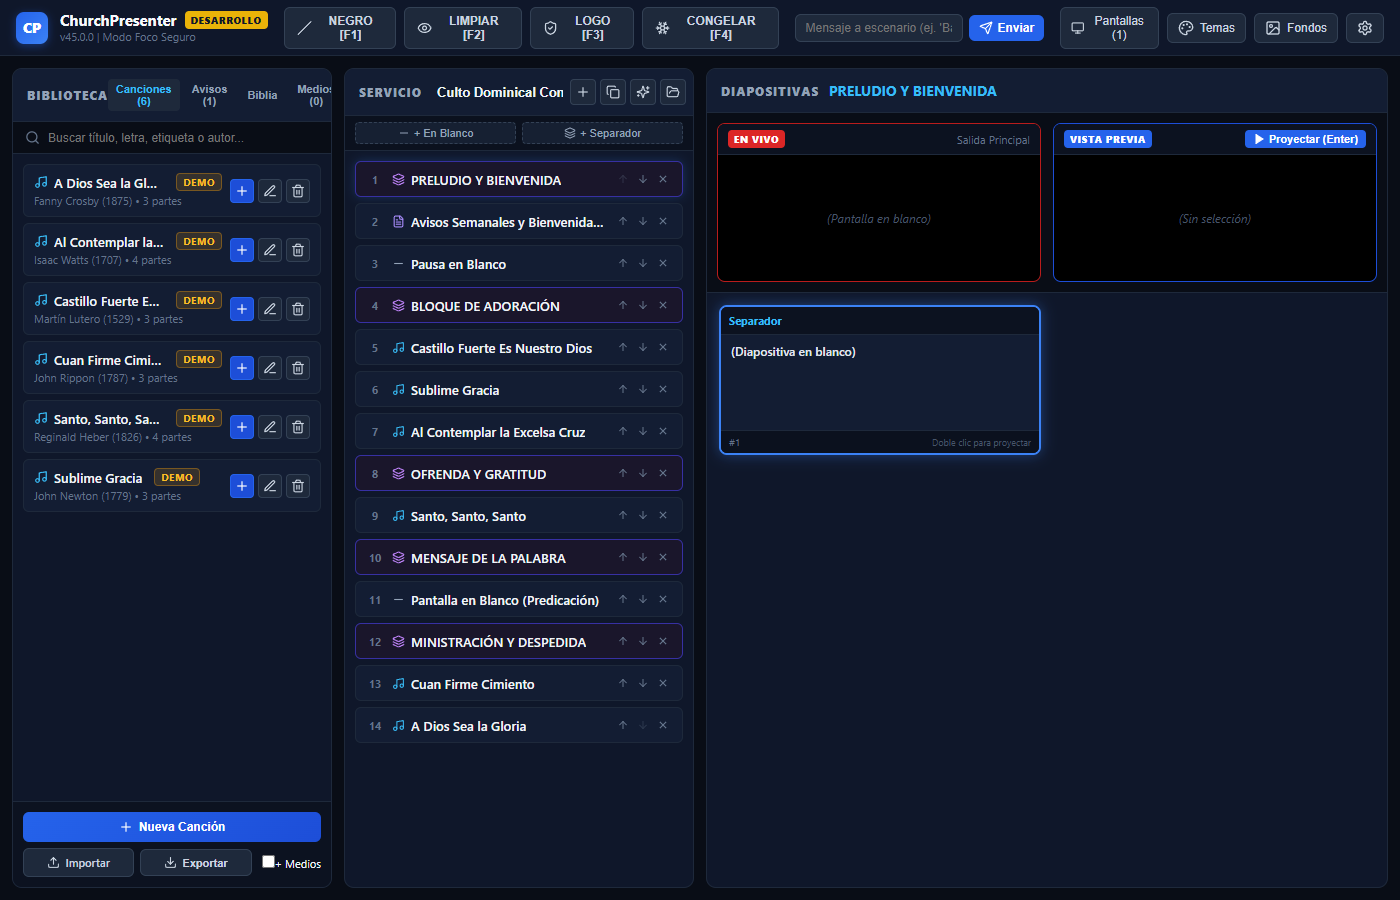 CP
ChurchPresenter DESARROLLO
v45.0.0 | Modo Foco Seguro
NEGRO
[F1]
LIMPIAR
[F2]
LOGO
[F3]
CONGELAR
[F4]
Mensaje a escenario (ej. 'Ba
Enviar
Pantallas
(1)
Temas
Fondos
BIBLIOTECA
Canciones
(6)
Avisos
(1)
Biblia
Medios
(0)
Buscar título, letra, etiqueta o autor...
A Dios Sea la Gl... DEMO
Fanny Crosby (1875) • 3 partes
Al Contemplar la... DEMO
Isaac Watts (1707) • 4 partes
Castillo Fuerte E... DEMO
Martín Lutero (1529) • 3 partes
Cuan Firme Cimi... DEMO
John Rippon (1787) • 3 partes
Santo, Santo, Sa... DEMO
Reginald Heber (1826) • 4 partes
Sublime Gracia DEMO
John Newton (1779) • 3 partes
+ Nueva Canción
Importar
Exportar
+ Medios
SERVICIO Culto Dominical Con
+ En Blanco
+ Separador
1 PRELUDIO Y BIENVENIDA
2 Avisos Semanales y Bienvenida...
3 Pausa en Blanco
4 BLOQUE DE ADORACIÓN
5 Castillo Fuerte Es Nuestro Dios
6 Sublime Gracia
7 Al Contemplar la Excelsa Cruz
8 OFRENDA Y GRATITUD
9 Santo, Santo, Santo
10 MENSAJE DE LA PALABRA
11 Pantalla en Blanco (Predicación)
12 MINISTRACIÓN Y DESPEDIDA
13 Cuan Firme Cimiento
14 A Dios Sea la Gloria
DIAPOSITIVAS PRELUDIO Y BIENVENIDA
EN VIVO Salida Principal
(Pantalla en blanco)
VISTA PREVIA Proyectar (Enter)
(Sin selección)
Separador
(Diapositiva en blanco)
#1 Doble clic para proyectar